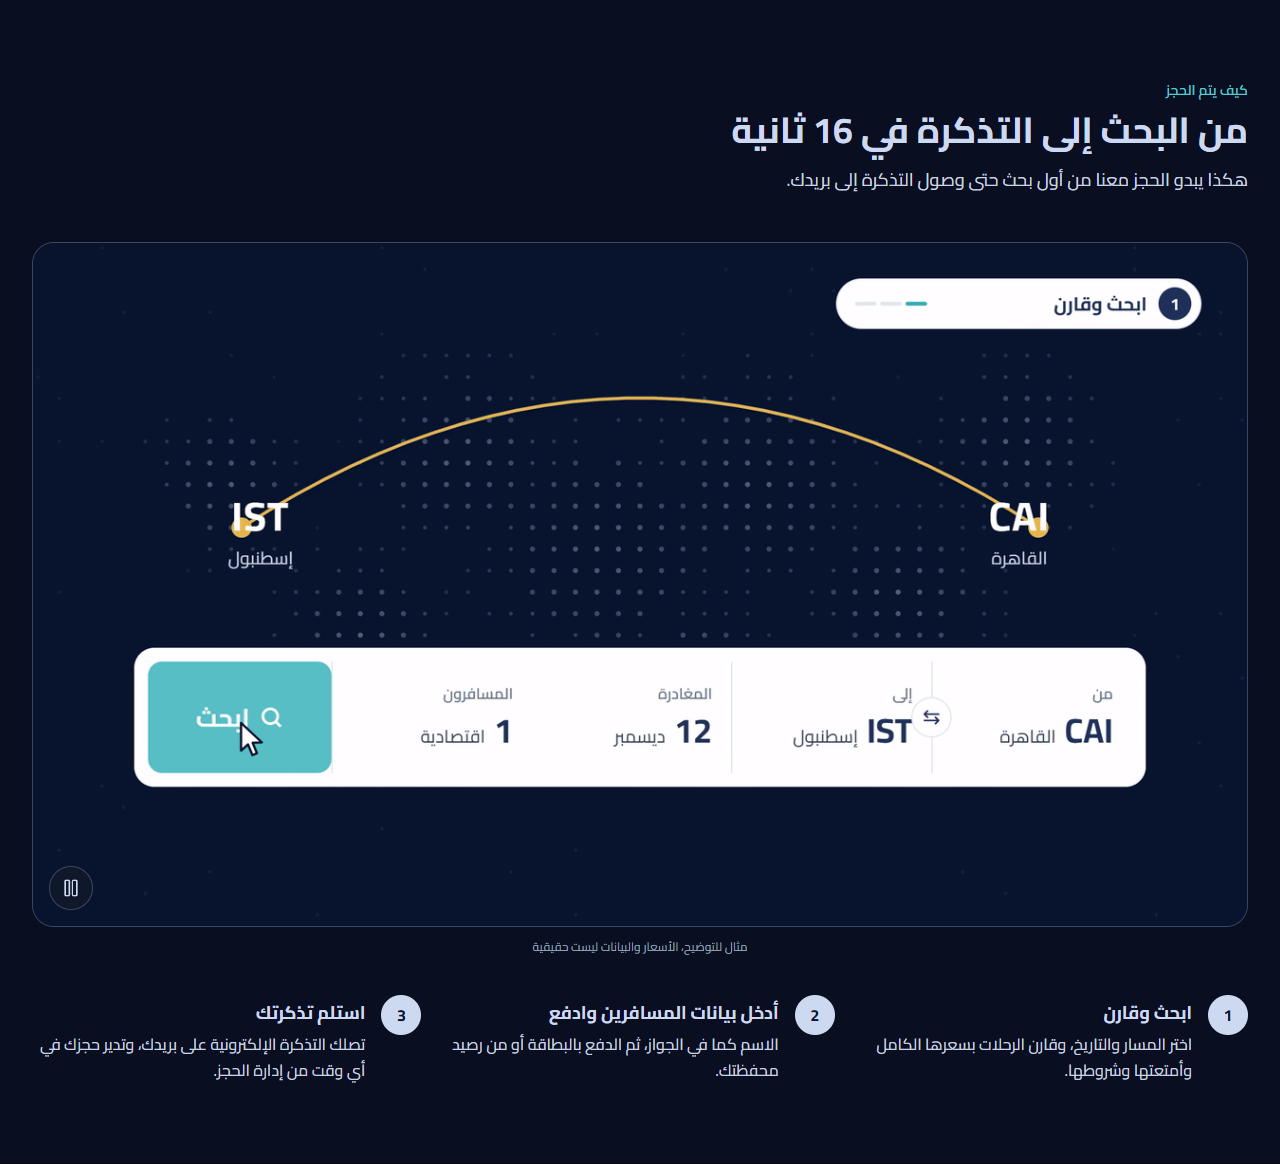 كيف يتم الحجز
من البحث إلى التذكرة في 16 ثانية
هكذا يبدو الحجز معنا من أول بحث حتى وصول التذكرة إلى بريدك.
1 ابحث وقارن
CAI
القاهرة
IST
إسطنبول
من
CAI القاهرة
إلى
IST إسطنبول
المغادرة
12 ديسمبر
المسافرون
1 اقتصادية
ابحث
مثال للتوضيح، الأسعار والبيانات ليست حقيقية
1 ابحث وقارن
اختر المسار والتاريخ، وقارن الرحلات بسعرها الكامل
وأمتعتها وشروطها.
2 أدخل بيانات المسافرين وادفع
الاسم كما في الجواز، ثم الدفع بالبطاقة أو من رصيد
محفظتك.
3 استلم تذكرتك
تصلك التذكرة الإلكترونية على بريدك، وتدير حجزك في
أي وقت من إدارة الحجز.